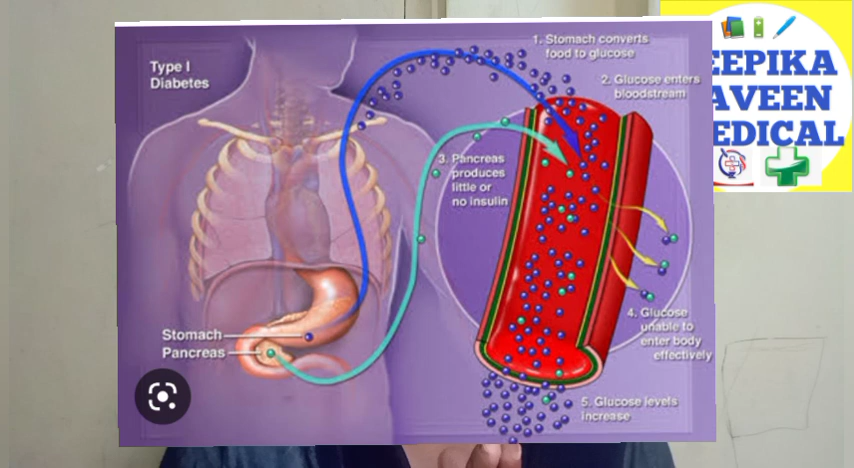 Type I
Diabetes
1. Stomach converts
food to glucose
2. Glucose enters
bloodstream
3. Pancreas
produces
little or
no insulin
Stomach
Pancreas
4. Glucose
unable to
enter body
effectively
5. Glucose levels
increase
EEPIKA
AVEEN
EDICAL